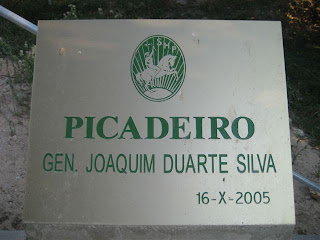 PICADEIRO
GEN. JOAQUIM DUARTE SILVA
16-X-2005